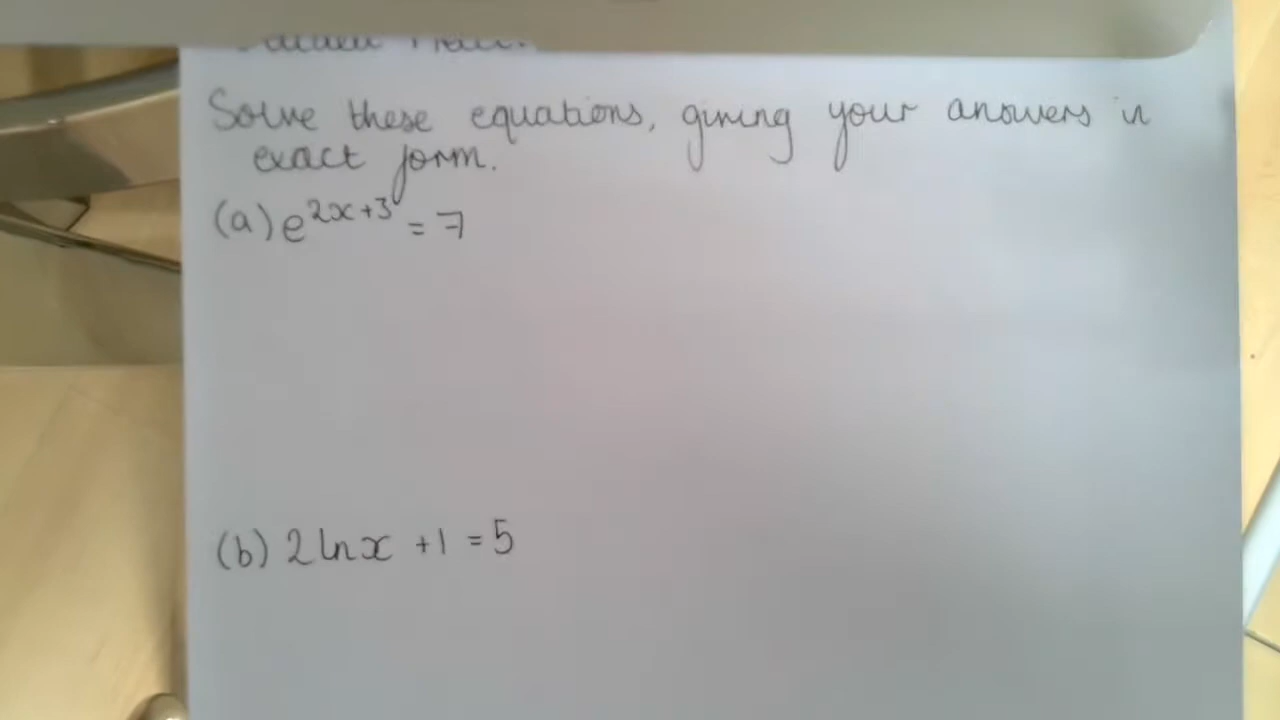 Solve these equations, giving your answers in
exact form.
(a) e^{2x+3} = 7
(b) 2 ln x + 1 = 5